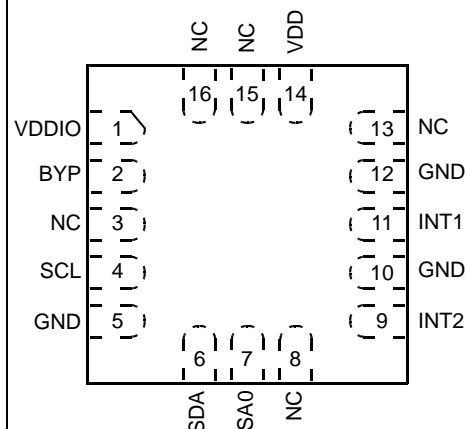 NC NC VDD
16 15 14
VDDIO 1 13 NC
BYP 2 12 GND
NC 3 11 INT1
SCL 4 10 GND
GND 5 9 INT2
6 7 8
SDA SA0 NC